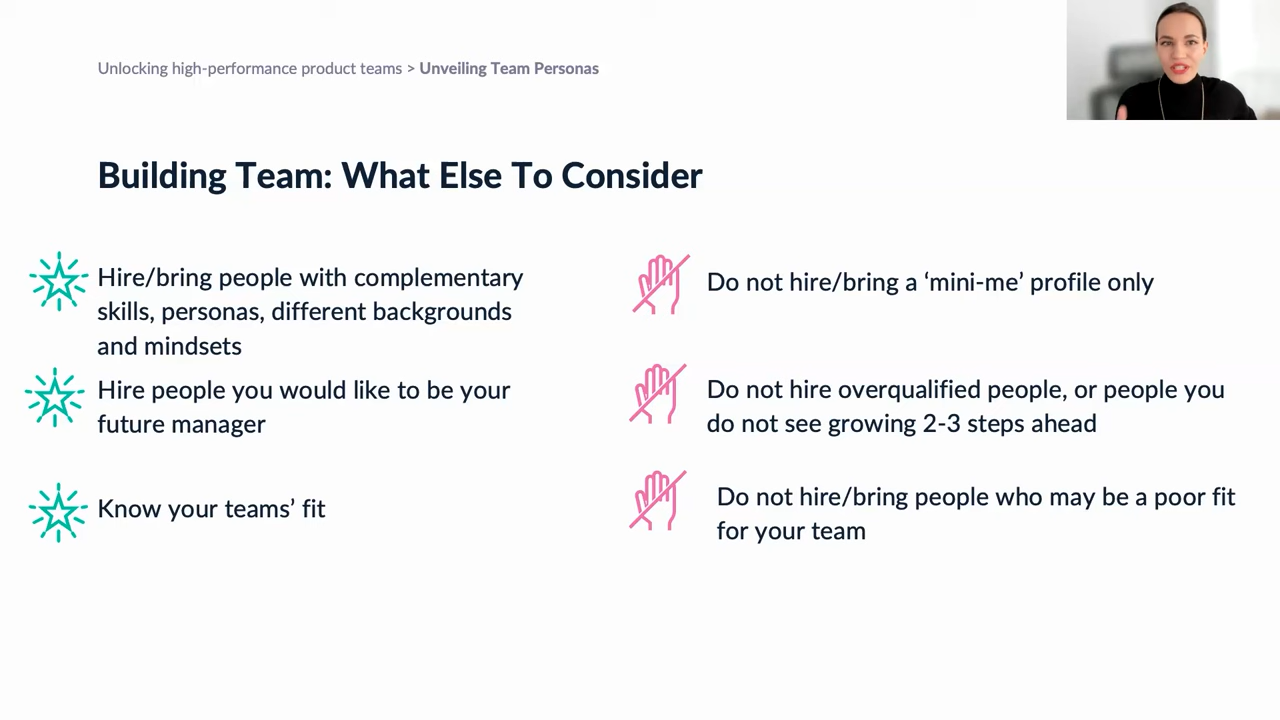 Unlocking high-performance product teams > Unveiling Team Personas
Building Team: What Else To Consider
Hire/bring people with complementary
skills, personas, different backgrounds
and mindsets
Hire people you would like to be your
future manager
Know your teams’ fit
Do not hire/bring a ‘mini-me’ profile only
Do not hire overqualified people, or people you
do not see growing 2-3 steps ahead
Do not hire/bring people who may be a poor fit
for your team